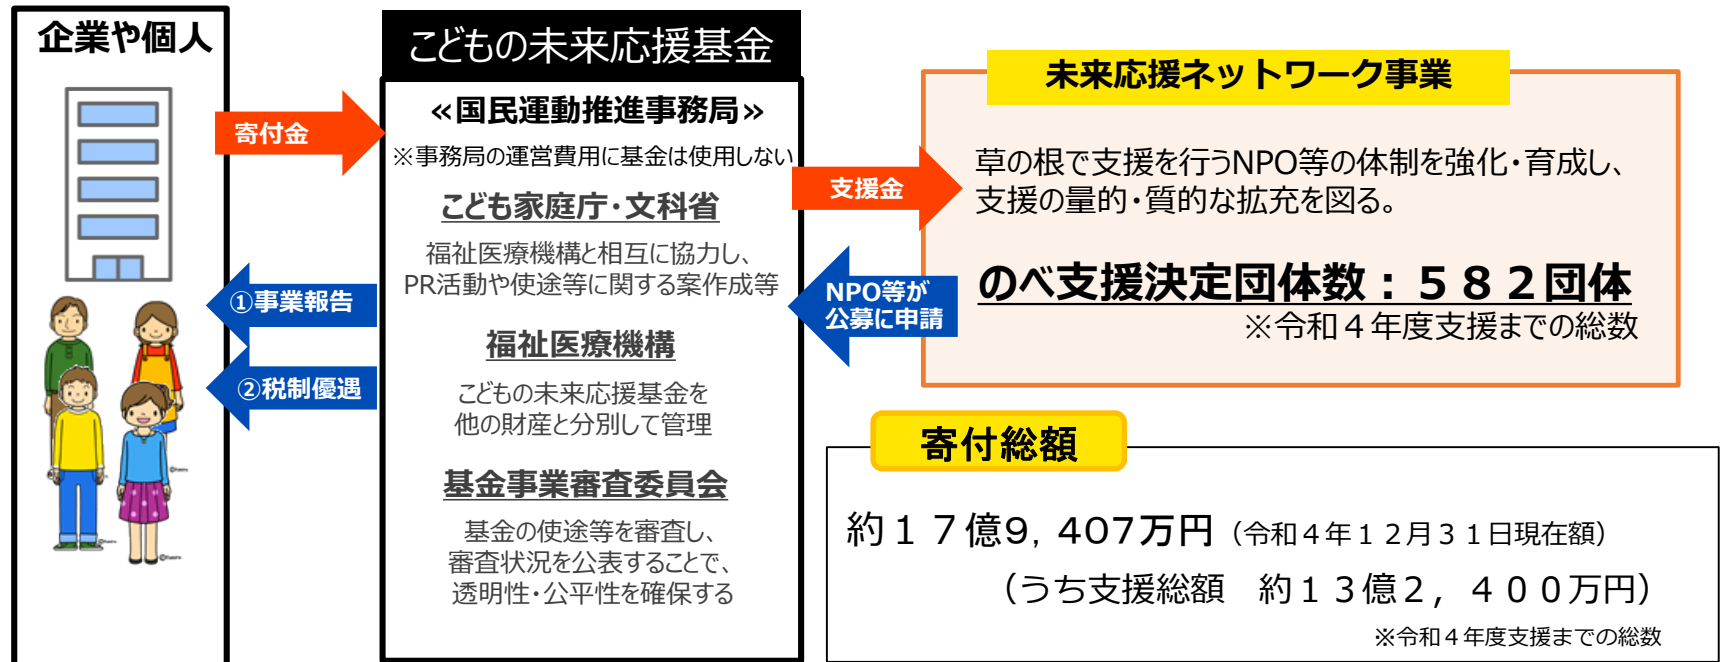 企業や個人
寄付金
①事業報告
②税制優遇
こどもの未来応援基金
≪国民運動推進事務局≫
※事務局の運営費用に基金は使用しない
こども家庭庁・文科省
福祉医療機構と相互に協力し、
PR活動や使途等に関する案作成等
福祉医療機構
こどもの未来応援基金を
他の財産と分別して管理
基金事業審査委員会
基金の使途等を審査し、
審査状況を公表することで、
透明性・公平性を確保する
支援金
NPO等が
公募に申請
未来応援ネットワーク事業
草の根で支援を行うNPO等の体制を強化・育成し、
支援の量的・質的な拡充を図る。
のべ支援決定団体数：５８２団体
※令和４年度支援までの総数
寄付総額
約１７億9，407万円（令和４年１２月３１日現在額）
（うち支援総額　約１３億２，４００万円）
※令和４年度支援までの総数